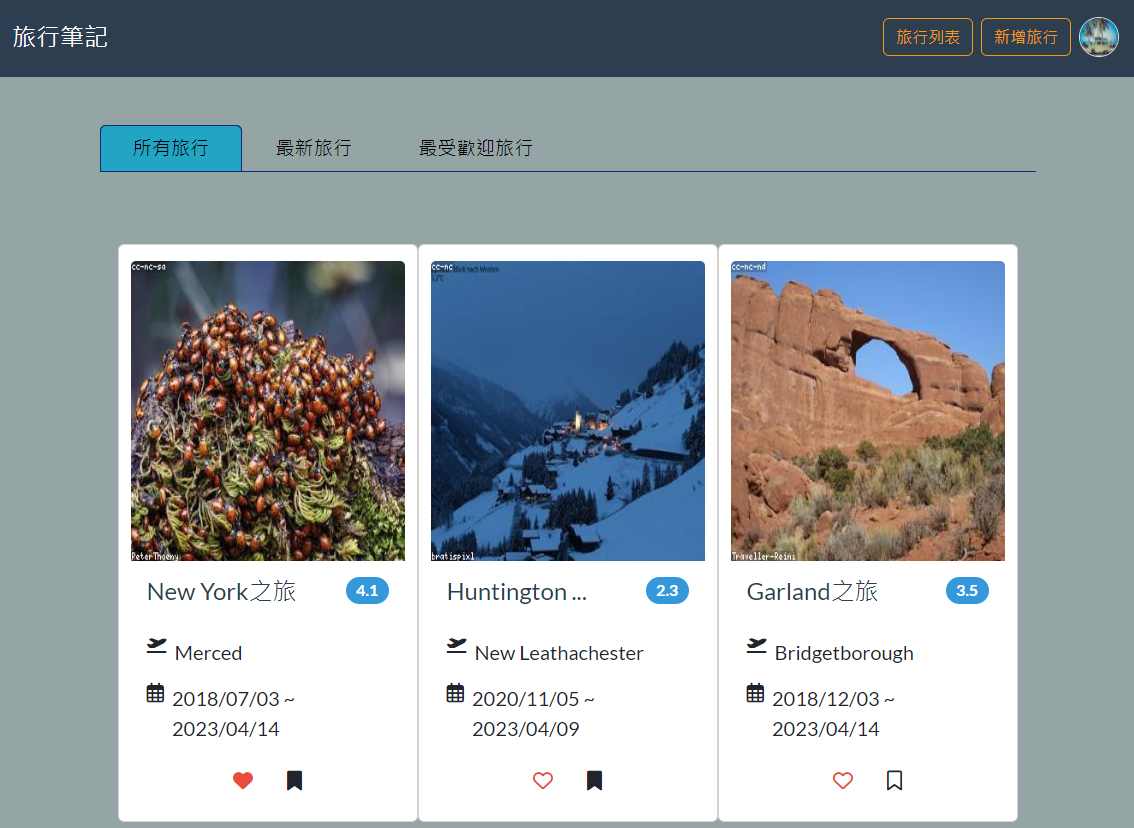 旅行筆記
旅行列表 新增旅行
所有旅行 最新旅行 最受歡迎旅行
cc-nc-sa
PeterThoeny
New York之旅 4.1
Merced
2018/07/03 ~
2023/04/14
cc-nc
lick nach Westen
bratispixl
Huntington ... 2.3
New Leathachester
2020/11/05 ~
2023/04/09
cc-nc-nd
Traveller-Reini
Garland之旅 3.5
Bridgetborough
2018/12/03 ~
2023/04/14